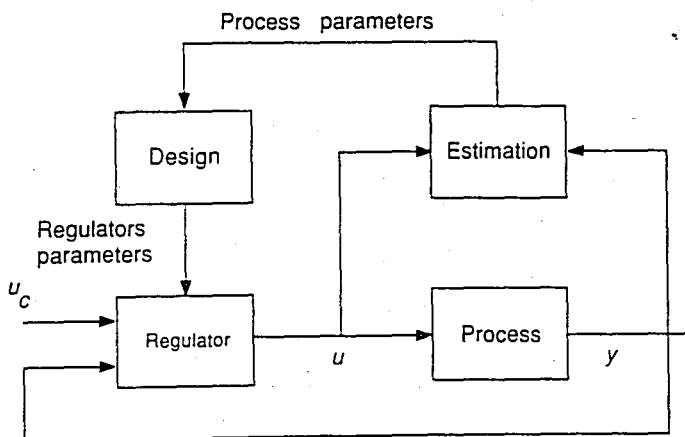 Process parameters
Design
Estimation
Regulators
parameters
u_c
Regulator
u
Process
y